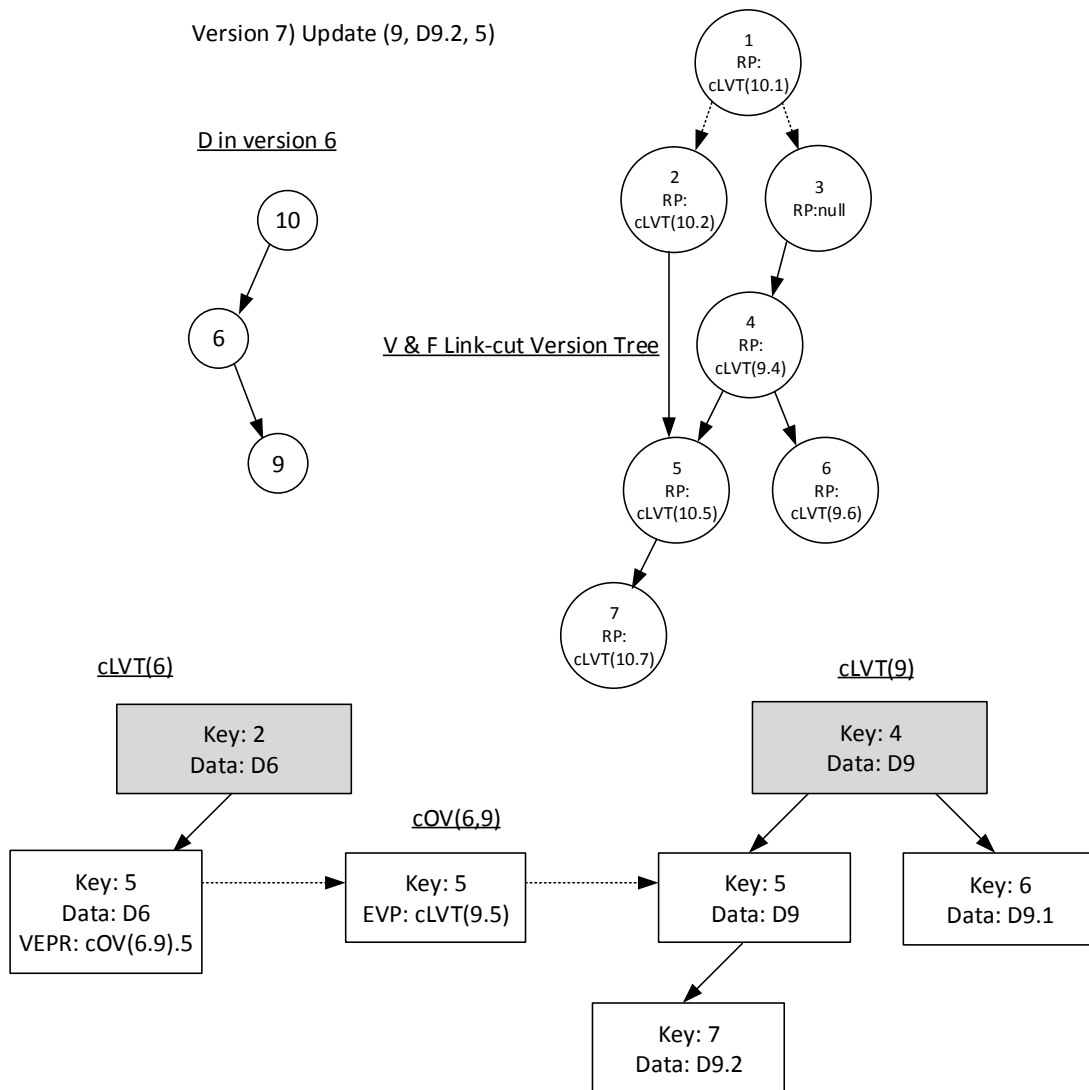 Version 7) Update (9, D9.2, 5)
D in version 6
10
6
9
1
RP:
cLVT(10.1)
2
RP:
cLVT(10.2)
3
RP:null
V & F Link-cut Version Tree
4
RP:
cLVT(9.4)
5
RP:
cLVT(10.5)
6
RP:
cLVT(9.6)
7
RP:
cLVT(10.7)
cLVT(6)
Key: 2
Data: D6
Key: 5
Data: D6
VEPR: cOV(6.9).5
cOV(6,9)
Key: 5
EVP: cLVT(9.5)
cLVT(9)
Key: 4
Data: D9
Key: 5
Data: D9
Key: 6
Data: D9.1
Key: 7
Data: D9.2